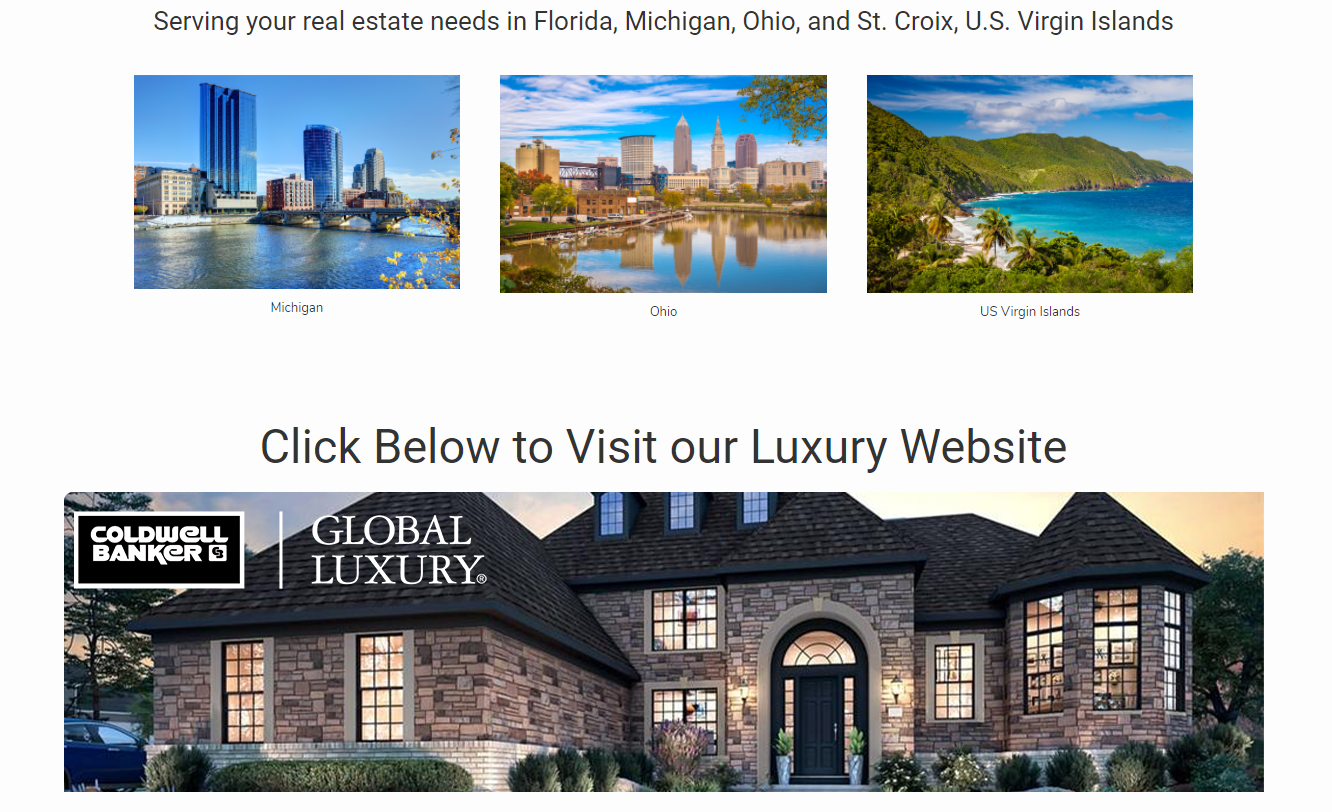 Serving your real estate needs in Florida, Michigan, Ohio, and St. Croix, U.S. Virgin Islands
Michigan
Ohio
US Virgin Islands
Click Below to Visit our Luxury Website
COLDWELL
BANKER CB
GLOBAL
LUXURY®